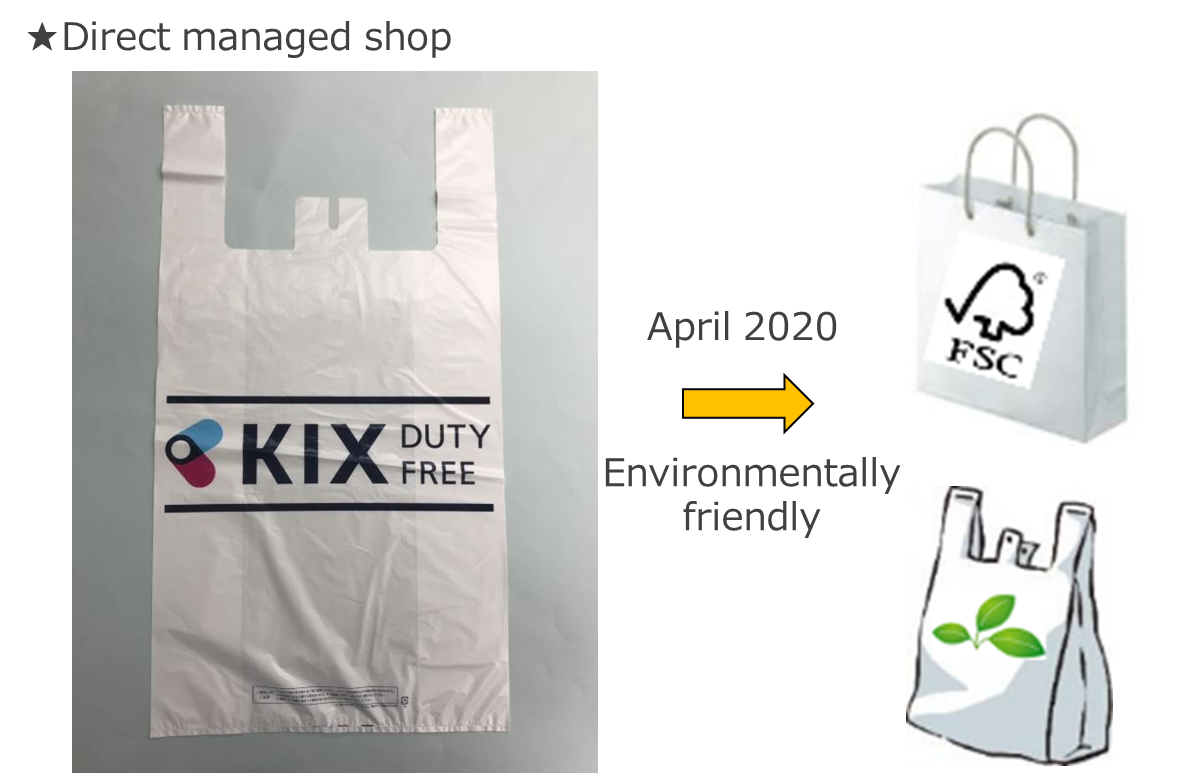 ★Direct managed shop
KIX DUTY FREE
April 2020
Environmentally
friendly
®
FSC